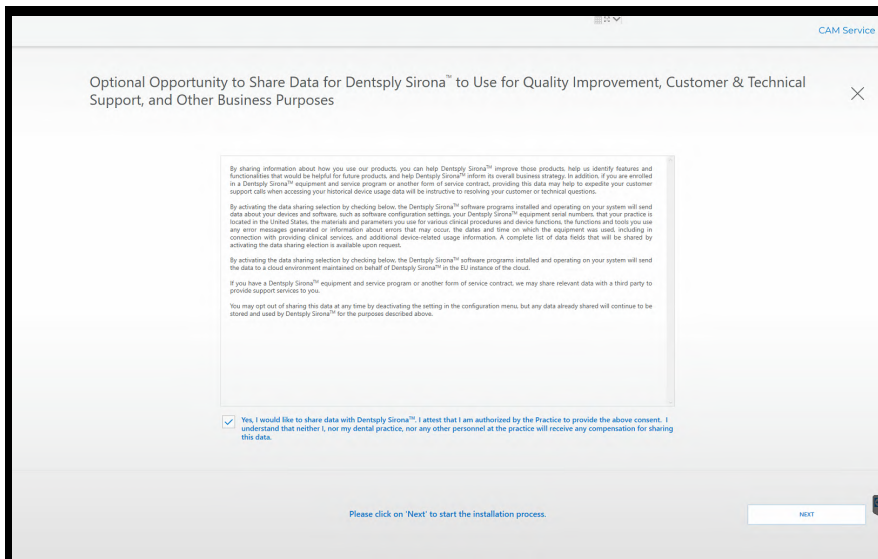 CAM Service
Optional Opportunity to Share Data for Dentsply Sirona™ to Use for Quality Improvement, Customer & Technical
Support, and Other Business Purposes
By sharing information about how you use our products, you can help Dentsply Sirona™ improve those products, help us identify features and
functionalities that would be helpful for future products, and help Dentsply Sirona™ inform its overall business strategy. In addition, if you are enrolled
in a Dentsply Sirona™ equipment and service program or another form of service contract, providing this data may help to expedite your customer
support calls when accessing your historical device usage data will be instructive to resolving your customer or technical questions.
By activating the data sharing selection by checking below, the Dentsply Sirona™ software programs installed and operating on your system will send
data about your devices and software, such as software configuration settings, your Dentsply Sirona™ equipment serial numbers, that your practice is
located in the United States, the materials and parameters you use for various clinical procedures and device functions, the functions and tools you use
any error messages generated or information about errors that may occur, the dates and time on which the equipment was used, including in
connection with providing clinical services, and additional device-related usage information. A complete list of data fields that will be shared by
activating the data sharing election is available upon request.
By activating the data sharing selection by checking below, the Dentsply Sirona™ software programs installed and operating on your system will send
the data to a cloud environment maintained on behalf of Dentsply Sirona™ in the EU instance of the cloud.
If you have a Dentsply Sirona™ equipment and service program or another form of service contract, we may share relevant data with a third party to
provide support services to you.
You may opt out of sharing this data at any time by deactivating the setting in the configuration menu, but any data already shared will continue to be
stored and used by Dentsply Sirona™ for the purposes described above.
Yes, I would like to share data with Dentsply Sirona™. I attest that I am authorized by the Practice to provide the above consent. I
understand that neither I, nor my dental practice, nor any other personnel at the practice will receive any compensation for sharing
this data.
Please click on 'Next' to start the installation process.
NEXT